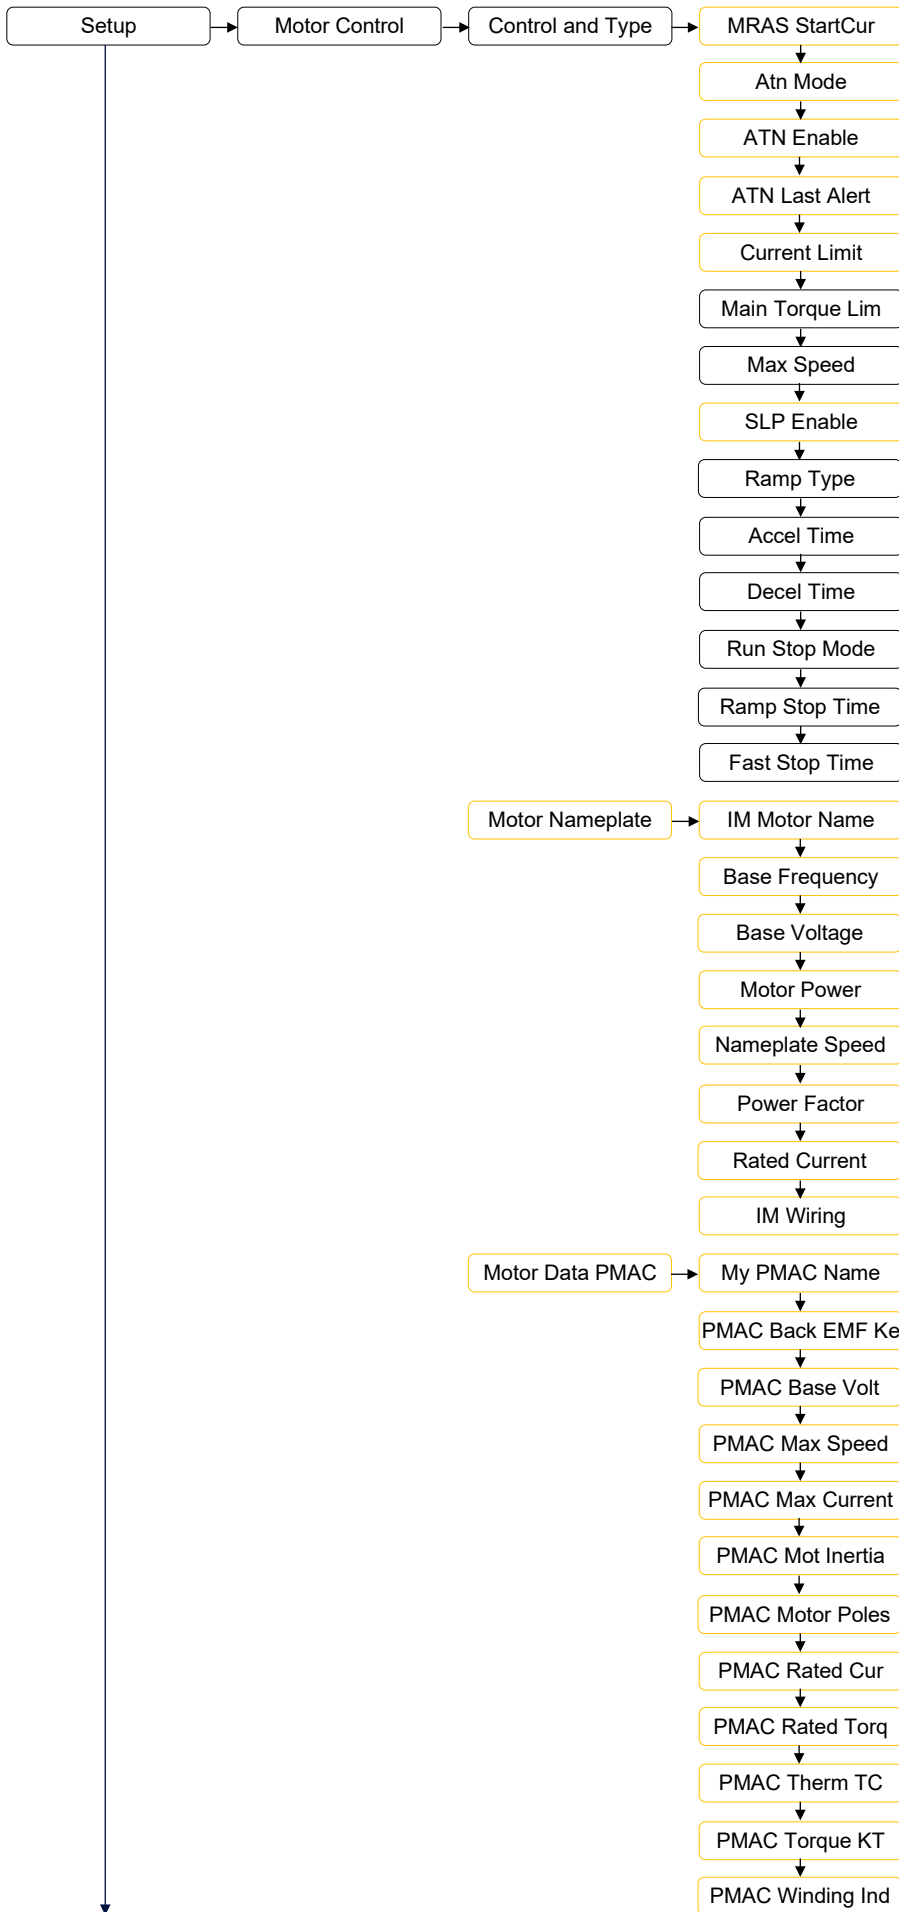 Setup
Motor Control
Control and Type
MRAS StartCur
Atn Mode
ATN Enable
ATN Last Alert
Current Limit
Main Torque Lim
Max Speed
SLP Enable
Ramp Type
Accel Time
Decel Time
Run Stop Mode
Ramp Stop Time
Fast Stop Time
Motor Nameplate
IM Motor Name
Base Frequency
Base Voltage
Motor Power
Nameplate Speed
Power Factor
Rated Current
IM Wiring
Motor Data PMAC
My PMAC Name
PMAC Back EMF Ke
PMAC Base Volt
PMAC Max Speed
PMAC Max Current
PMAC Mot Inertia
PMAC Motor Poles
PMAC Rated Cur
PMAC Rated Torq
PMAC Therm TC
PMAC Torque KT
PMAC Winding Ind